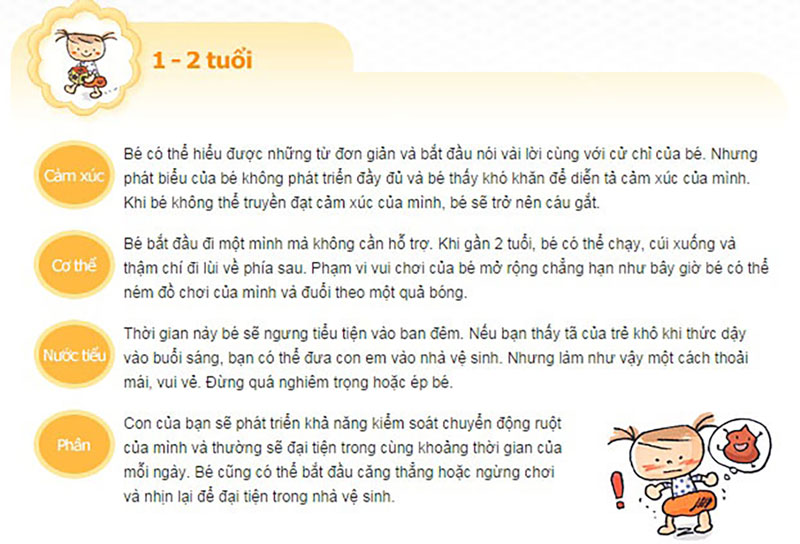 1 - 2 tuổi
Cảm xúc
Bé có thể hiểu được những từ đơn giản và bắt đầu nói vài lời cùng với cử chỉ của bé. Nhưng
phát biểu của bé không phát triển đầy đủ và bé thấy khó khăn để diễn tả cảm xúc của mình.
Khi bé không thể truyền đạt cảm xúc của mình, bé sẽ trở nên cáu gắt.
Cơ thể
Bé bắt đầu đi một mình mà không cần hỗ trợ. Khi gần 2 tuổi, bé có thể chạy, cúi xuống và
thậm chí đi lùi về phía sau. Phạm vi vui chơi của bé mở rộng chẳng hạn như bây giờ bé có thể
ném đồ chơi của mình và đuổi theo một quả bóng.
Nước tiểu
Thời gian này bé sẽ ngưng tiểu tiện vào ban đêm. Nếu bạn thấy tã của trẻ khô khi thức dậy
vào buổi sáng, bạn có thể đưa con em vào nhà vệ sinh. Nhưng làm như vậy một cách thoải
mái, vui vẻ. Đừng quá nghiêm trọng hoặc ép bé.
Phân
Con của bạn sẽ phát triển khả năng kiểm soát chuyển động ruột
của mình và thường sẽ đại tiện trong cùng khoảng thời gian của
mỗi ngày. Bé cũng có thể bắt đầu căng thẳng hoặc ngừng chơi
và nhịn lại để đại tiện trong nhà vệ sinh.